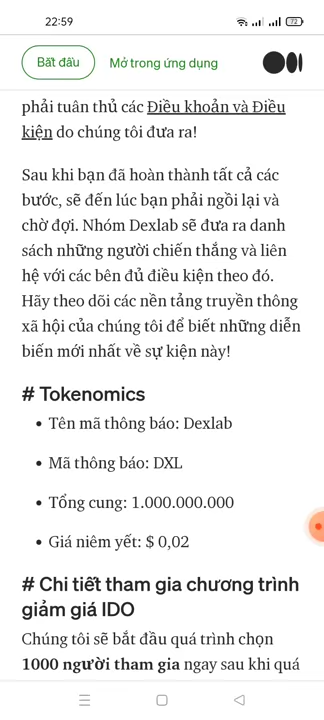 22:59
72
Bắt đầu
Mở trong ứng dụng
phải tuân thủ các Điều khoản và Điều
kiện do chúng tôi đưa ra!
Sau khi bạn đã hoàn thành tất cả các
bước, sẽ đến lúc bạn phải ngồi lại và
chờ đợi. Nhóm Dexlab sẽ đưa ra danh
sách những người chiến thắng và liên
hệ với các bên đủ điều kiện theo đó.
Hãy theo dõi các nền tảng truyền thông
xã hội của chúng tôi để biết những diễn
biến mới nhất về sự kiện này!
# Tokenomics
• Tên mã thông báo: Dexlab
• Mã thông báo: DXL
• Tổng cung: 1.000.000.000
• Giá niêm yết: $ 0,02
# Chi tiết tham gia chương trình
giảm giá IDO
Chúng tôi sẽ bắt đầu quá trình chọn
1000 người tham gia ngay sau khi quá